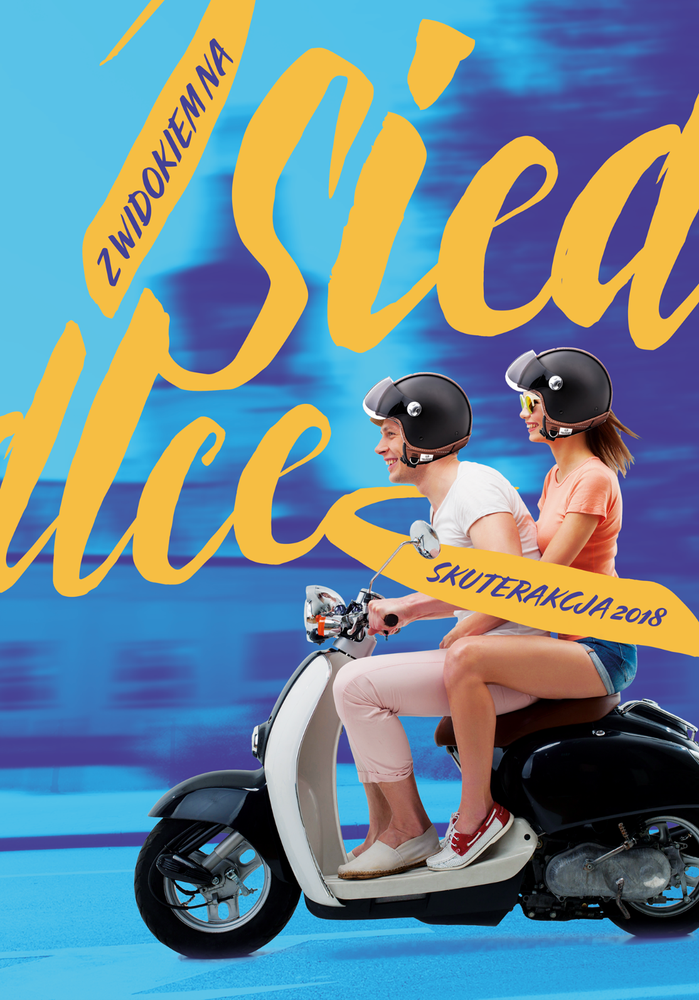 Z WIDOKIEM NA
Sied
dlce
SKUTERAKCJA 2018